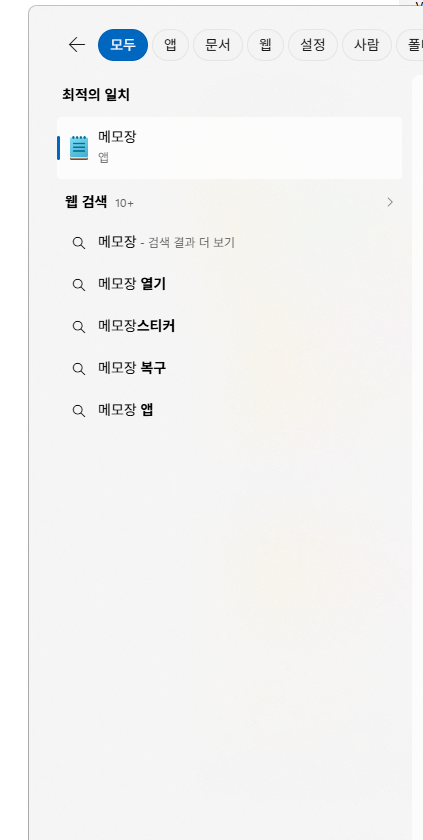 모두 앱 문서 웹 설정 사람
최적의 일치
메모장
앱
웹 검색 10+
메모장 - 검색 결과 더 보기
메모장 열기
메모장스티커
메모장 복구
메모장 앱